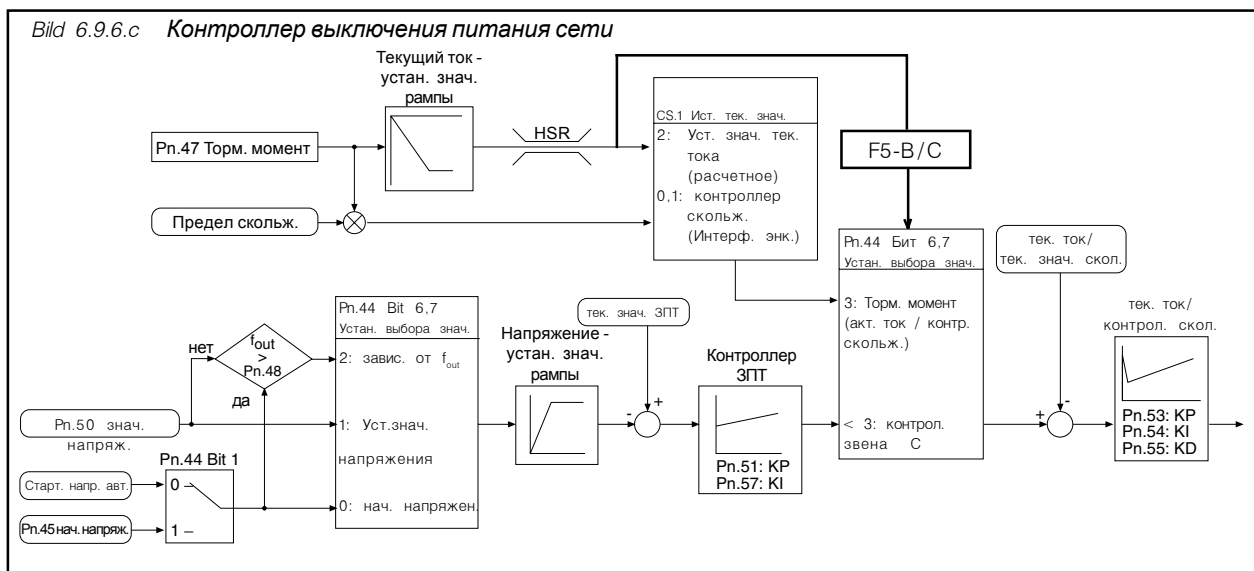 Bild 6.9.6.c Контроллер выключения питания сети
Текущий ток -
устан. знач.
рампы
Pn.47 Торм. момент
HSR
CS.1 Ист. тек. знач.
2: Уст. знач. тек.
тока
(расчетное)
0,1: контроллер
скольж.
(Интерф. энк.)
F5-B/C
Предел скольж.
Pn.44 Бит 6,7
Устан. выбора знач.
3: Торм. момент
(акт. ток / контр.
скольж.)
< 3: контрол.
звена С
тек. ток/
тек. знач. скол.
тек. ток/
контрол. скол.
Pn.53: KP
Pn.54: KI
Pn.55: KD
нет
fout
>
Pn.48
да
Pn.44 Bit 6,7
Устан. выбора знач.
2: завис. от fout
1: Уст.знач.
напряжения
0: нач. напряжен.
Напряжение -
устан. знач.
рампы
тек. знач. ЗПТ
-
+
Контроллер
ЗПТ
Pn.51: KP
Pn.57: KI
+
-
Pn.50 знач.
напряж.
Pn.44 Bit 1
Старт. напр. авт.
0 –
Pn.45 нач. напряж.
1 –